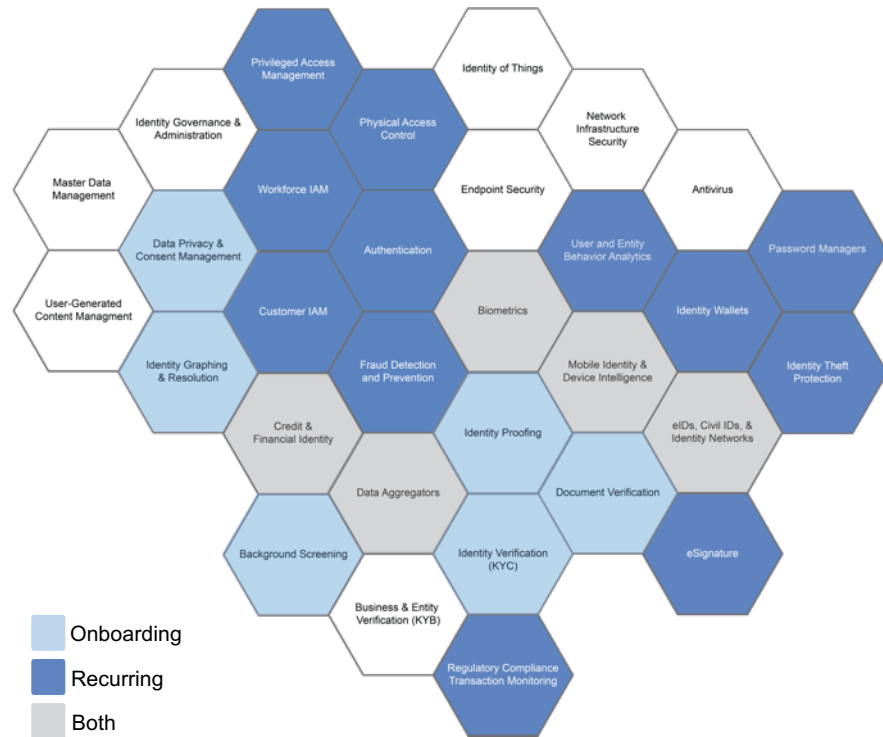 Privileged Access
Management
Identity of Things
Identity Governance &
Administration
Physical Access
Control
Network
Infrastructure
Security
Master Data
Management
Workforce IAM
Endpoint Security
Antivirus
Data Privacy &
Consent Management
Authentication
User and Entity
Behavior Analytics
Password Managers
User-Generated
Content Managment
Customer IAM
Biometrics
Identity Wallets
Identity Graphing
& Resolution
Fraud Detection
and Prevention
Mobile Identity &
Device Intelligence
Identity Theft
Protection
Credit &
Financial Identity
Identity Proofing
eIDs, Civil IDs, &
Identity Networks
Data Aggregators
Document Verification
Background Screening
Identity Verification
(KYC)
eSignature
Business & Entity
Verification (KYB)
Regulatory Compliance
Transaction Monitoring
Onboarding
Recurring
Both